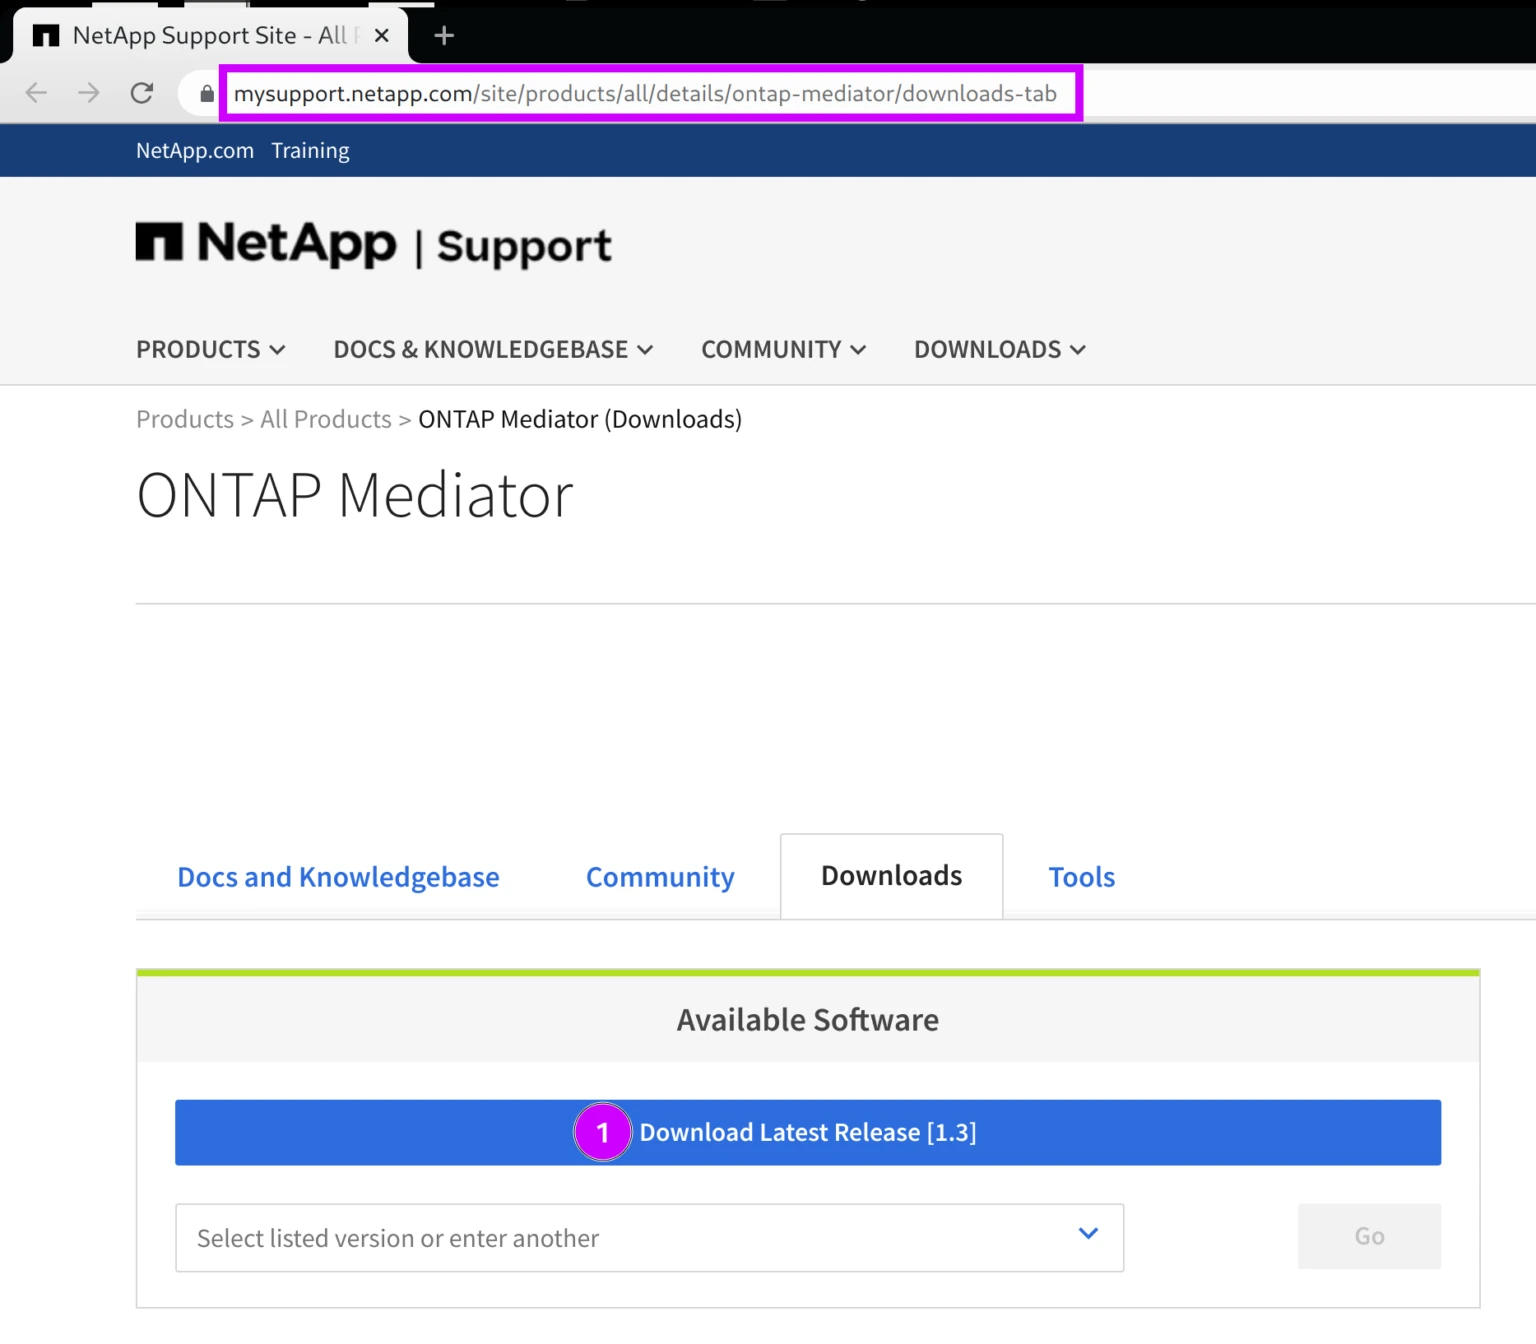 NetApp Support Site - All
mysupport.netapp.com/site/products/all/details/ontap-mediator/downloads-tab
NetApp.com Training
NetApp | Support
PRODUCTS DOCS & KNOWLEDGEBASE COMMUNITY DOWNLOADS
Products > All Products > ONTAP Mediator (Downloads)
ONTAP Mediator
Docs and Knowledgebase Community Downloads Tools
Available Software
1 Download Latest Release [1.3]
Select listed version or enter another Go